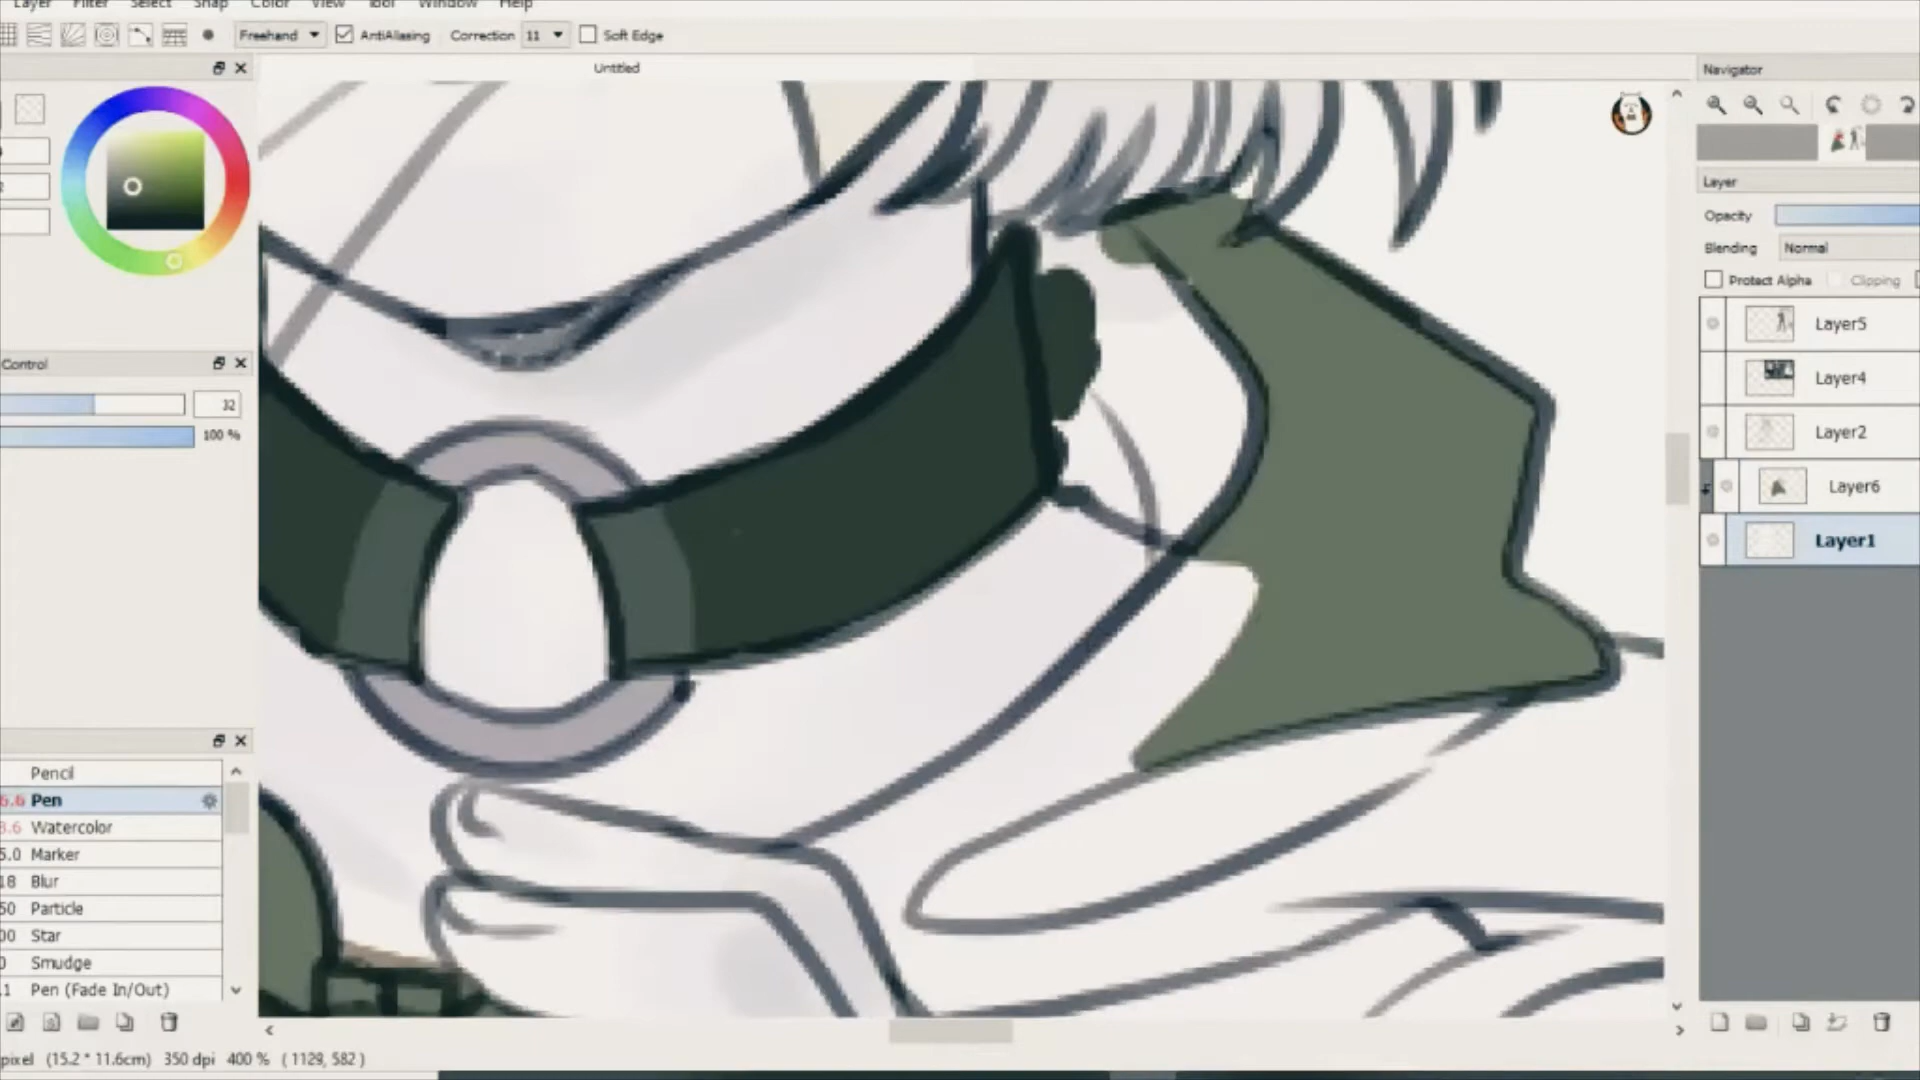 Layer Filter Select Snap Color View Tool Window Help
Freehand AntiAliasing Correction 11 Soft Edge
Untitled
Navigator
Layer
Opacity
Blending Normal
Protect Alpha Clipping
Layer5
Layer4
Layer2
Layer6
Layer1
Control
32
100 %
Pencil
6.6 Pen
3.6 Watercolor
5.0 Marker
18 Blur
50 Particle
00 Star
0 Smudge
.1 Pen (Fade In/Out)
pixel (15.2 * 11.6cm) 350 dpi 400 % ( 1129, 582 )